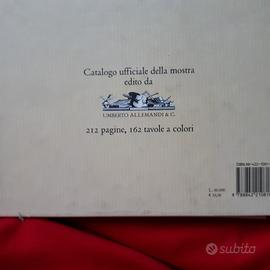 Catalogo ufficiale della mostra
edito da
UMBERTO ALLEMANDI & C.
212 pagine, 162 tavole a colori
subito